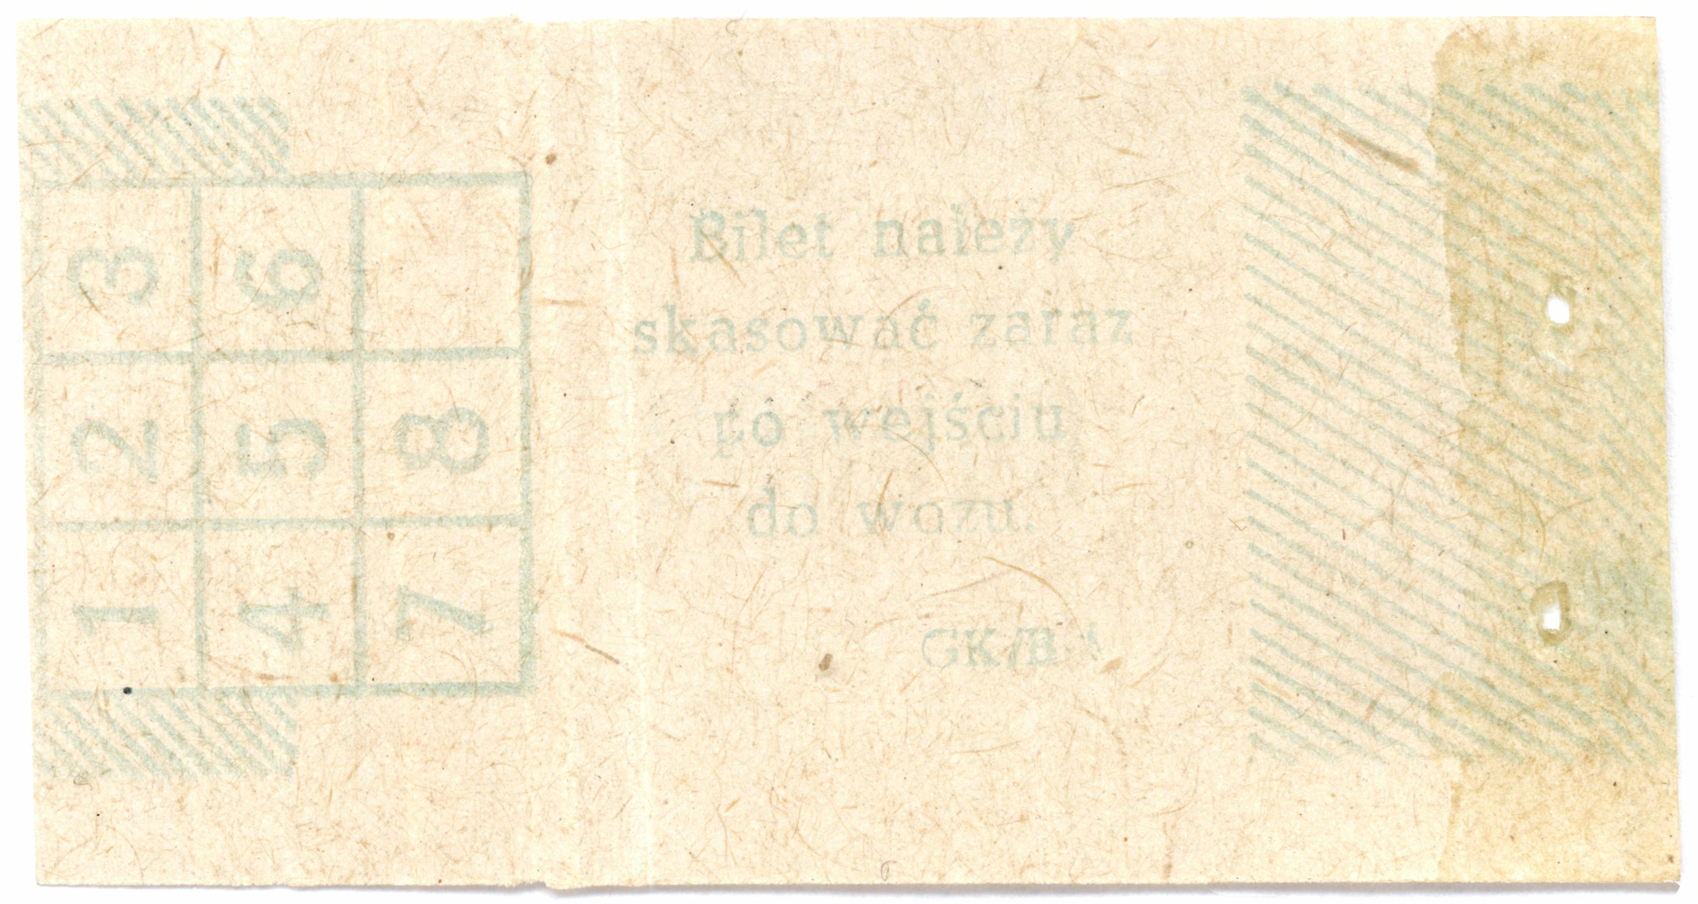 3 6
2 5 8
1 4 7
Bilet należy
skasować zaraz
po wejściu
do wozu.